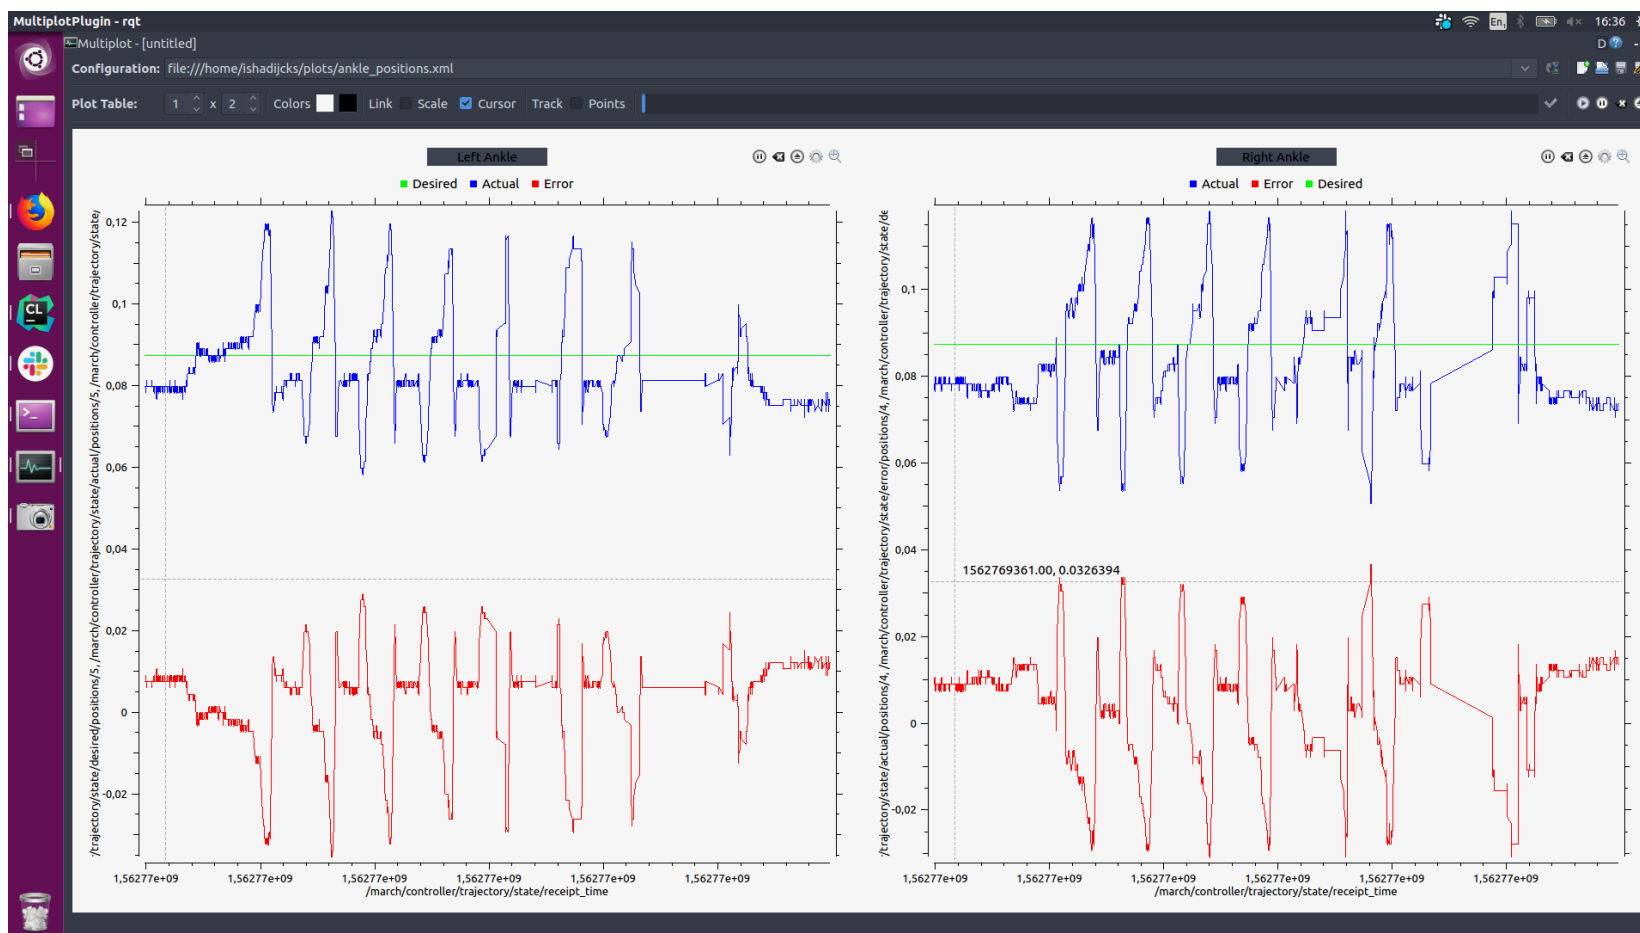 MultiplotPlugin - rqt
En
16:36
Multiplot - [untitled]
D
Configuration: file:///home/ishadijcks/plots/ankle_positions.xml
Plot Table: 1 x 2 Colors Link Scale Cursor Track Points
Left Ankle
Desired Actual Error
0,12
0,1
0,08
0,06
0,04
0,02
0
-0,02
/trajectory/state/desired/positions/5, /march/controller/trajectory/state/actual/positions/5, /march/controller/trajectory/state/
1,56277e+09 1,56277e+09 1,56277e+09 1,56277e+09 1,56277e+09 1,56277e+09
/march/controller/trajectory/state/receipt_time
Right Ankle
Actual Error Desired
0,1
0,08
0,06
0,04
0,02
0
-0,02
/trajectory/state/actual/positions/4, /march/controller/trajectory/state/error/positions/4, /march/controller/trajectory/state/de
1562769361.00, 0.0326394
1,56277e+09 1,56277e+09 1,56277e+09 1,56277e+09 1,56277e+09 1,56277e+09
/march/controller/trajectory/state/receipt_time
CL
>_